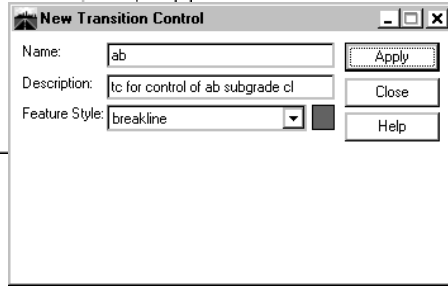 New Transition Control
Name: ab
Apply
Description: tc for control of ab subgrade cl
Close
Feature Style: breakline
Help